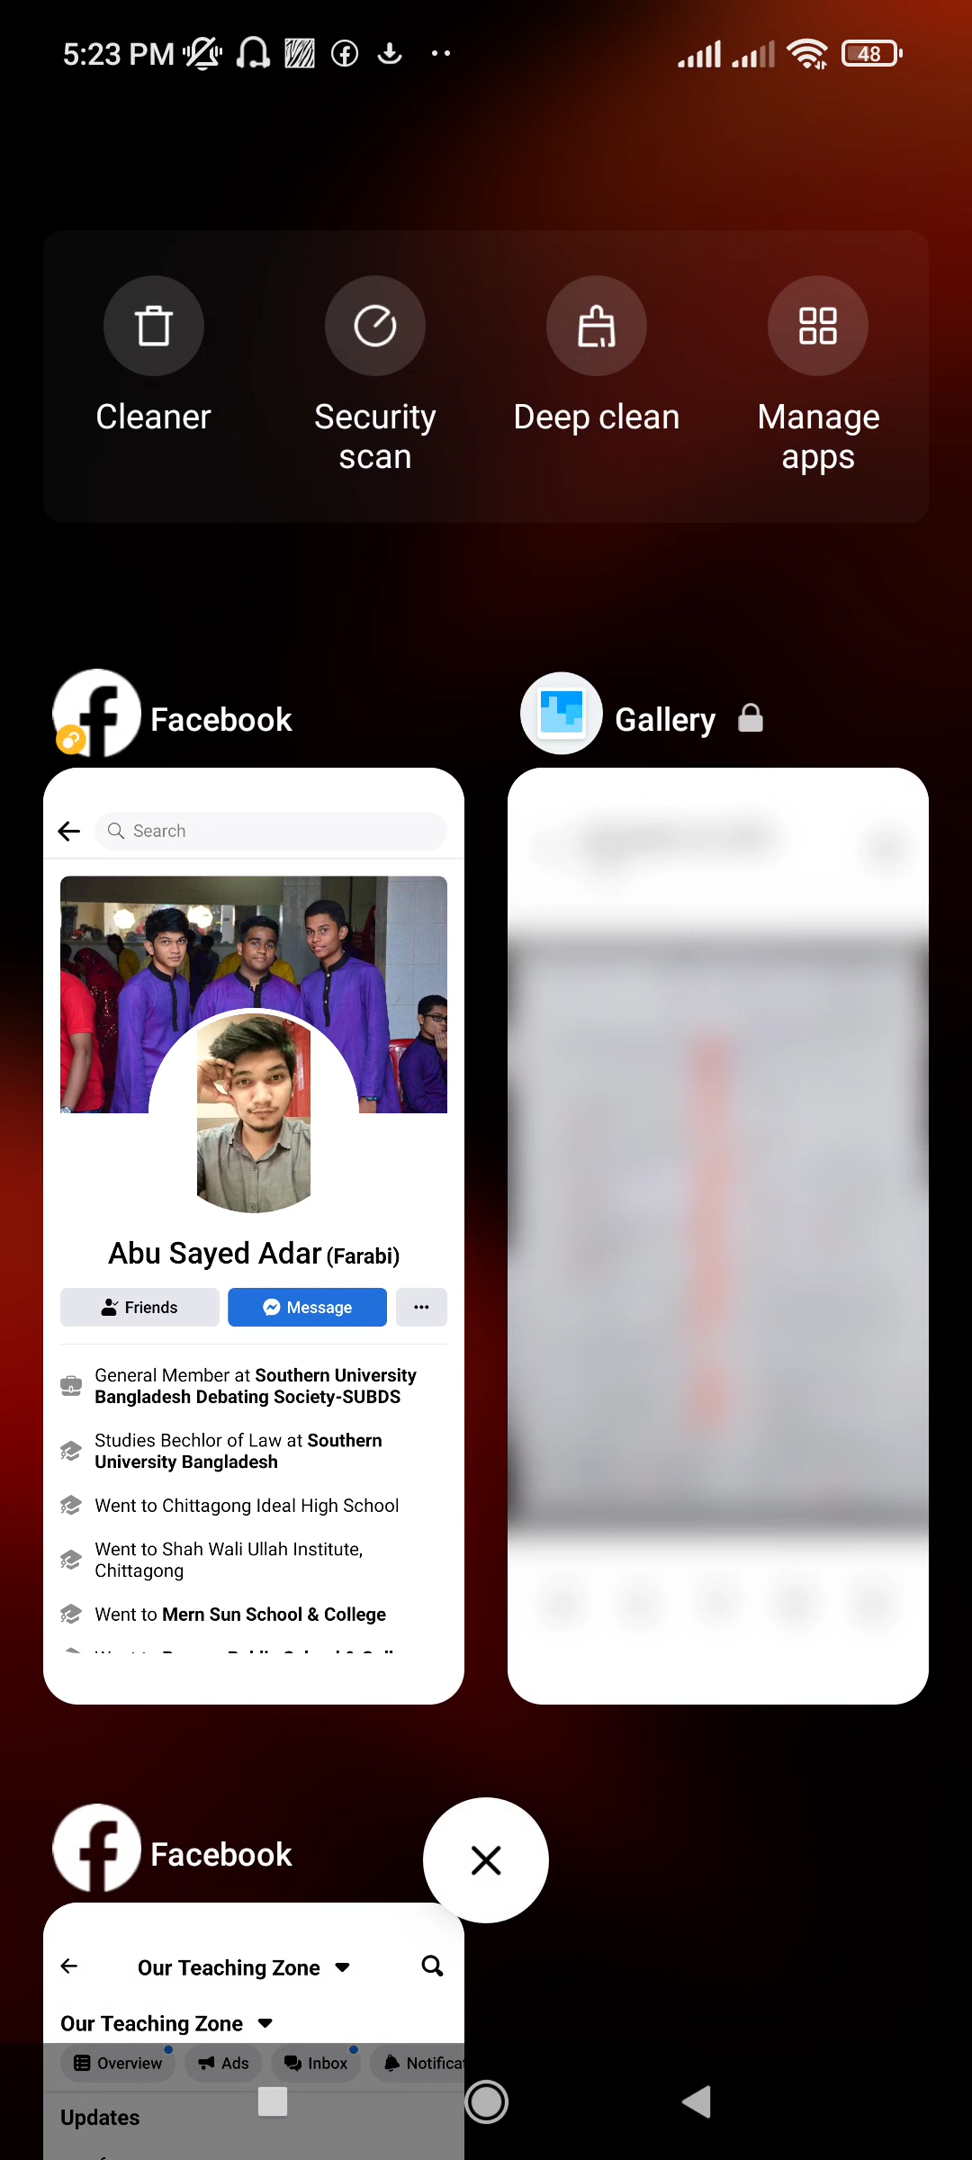 5:23 PM
48
Cleaner
Security
scan
Deep clean
Manage
apps
Facebook
Gallery
Search
Abu Sayed Adar (Farabi)
Friends
Message
General Member at Southern University
Bangladesh Debating Society-SUBDS
Studies Bechlor of Law at Southern
University Bangladesh
Went to Chittagong Ideal High School
Went to Shah Wali Ullah Institute,
Chittagong
Went to Mern Sun School & College
Facebook
Our Teaching Zone
Our Teaching Zone
Overview
Ads
Inbox
Notificat
Updates